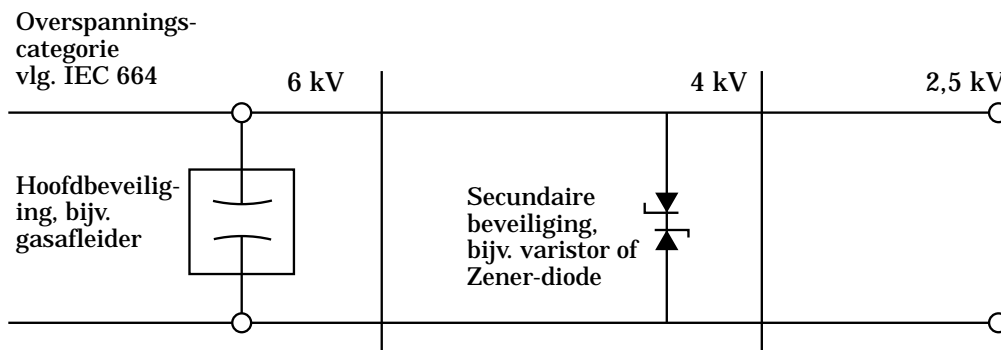 Overspannings-
categorie
vlg. IEC 664
6 kV
4 kV
2,5 kV
Hoofdbeveilig-
ing, bijv.
gasafleider
Secundaire
beveiliging,
bijv. varistor of
Zener-diode